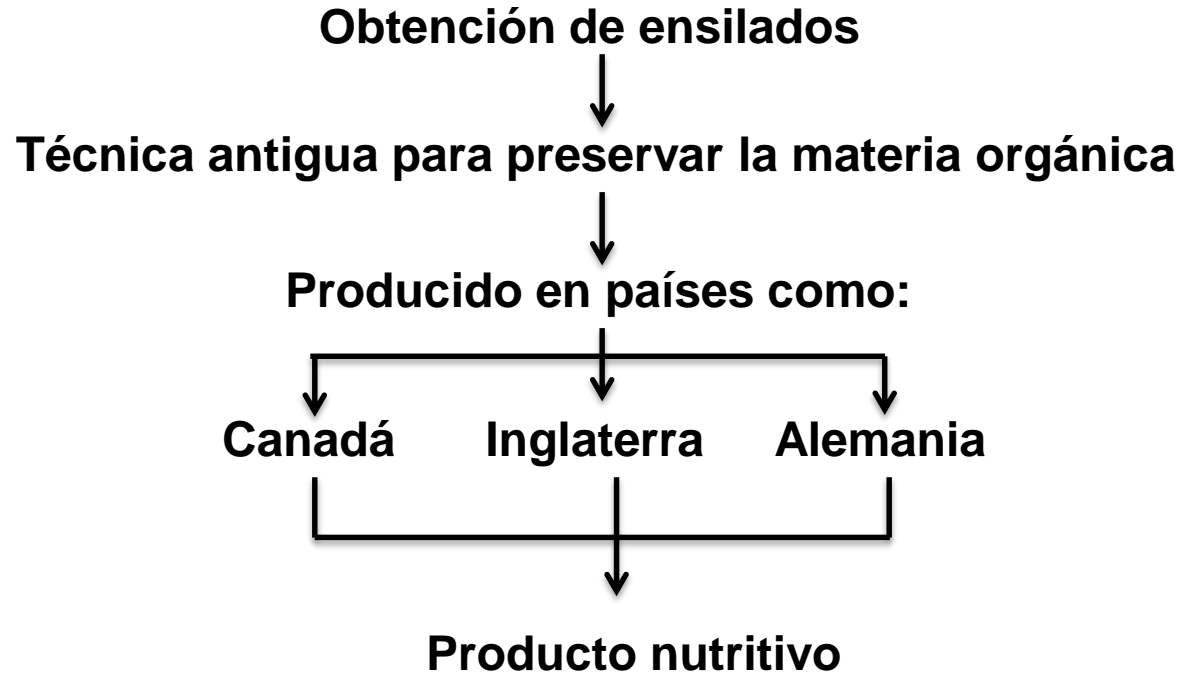 Obtención de ensilados
Técnica antigua para preservar la materia orgánica
Producido en países como:
Canadá Inglaterra Alemania
Producto nutritivo